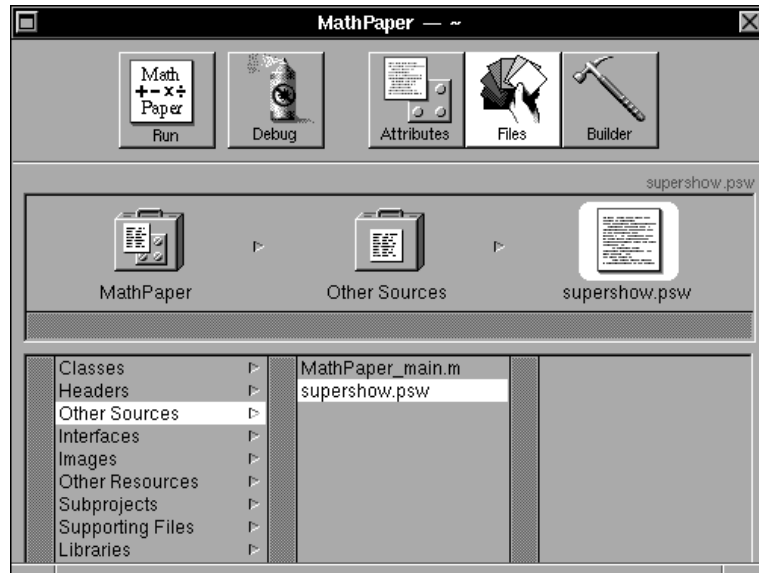 MathPaper — ~
Math
+-×÷
Paper
Run
Debug
Attributes
Files
Builder
supershow.psw
MathPaper
Other Sources
supershow.psw
Classes
Headers
Other Sources
Interfaces
Images
Other Resources
Subprojects
Supporting Files
Libraries
MathPaper_main.m
supershow.psw